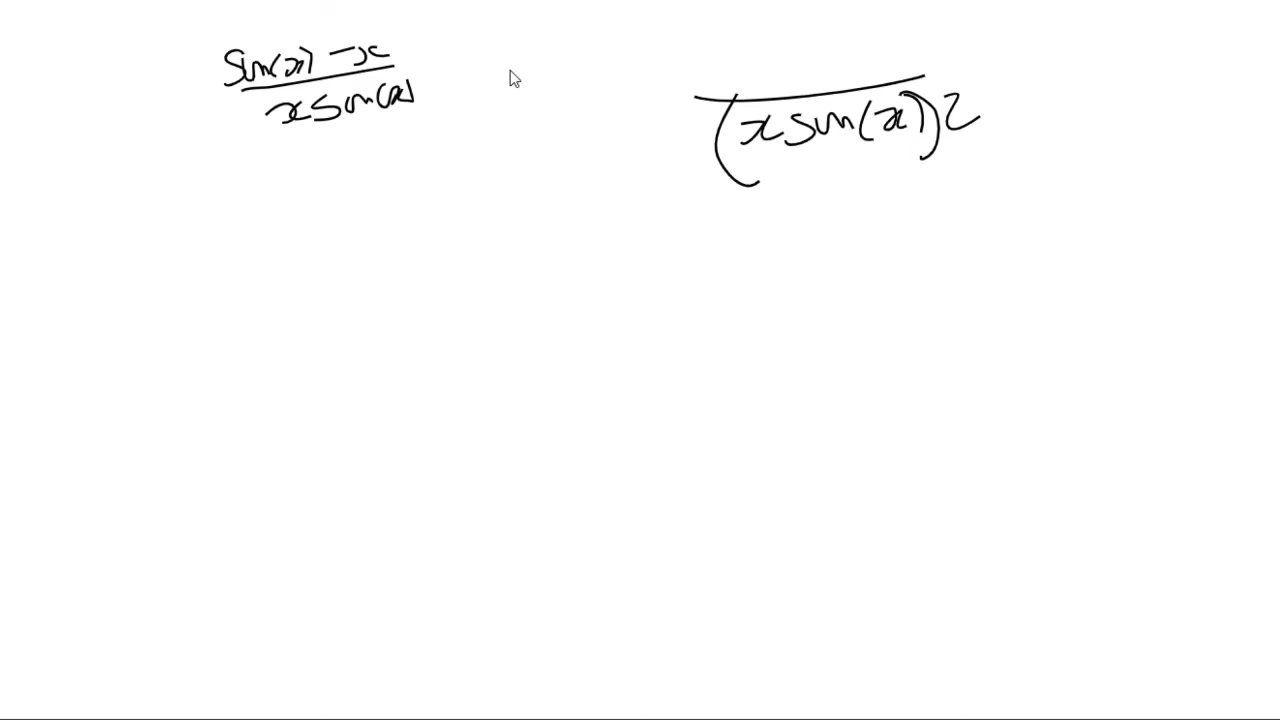 sin(x) - x
x sin(x)
(x sin(x))2